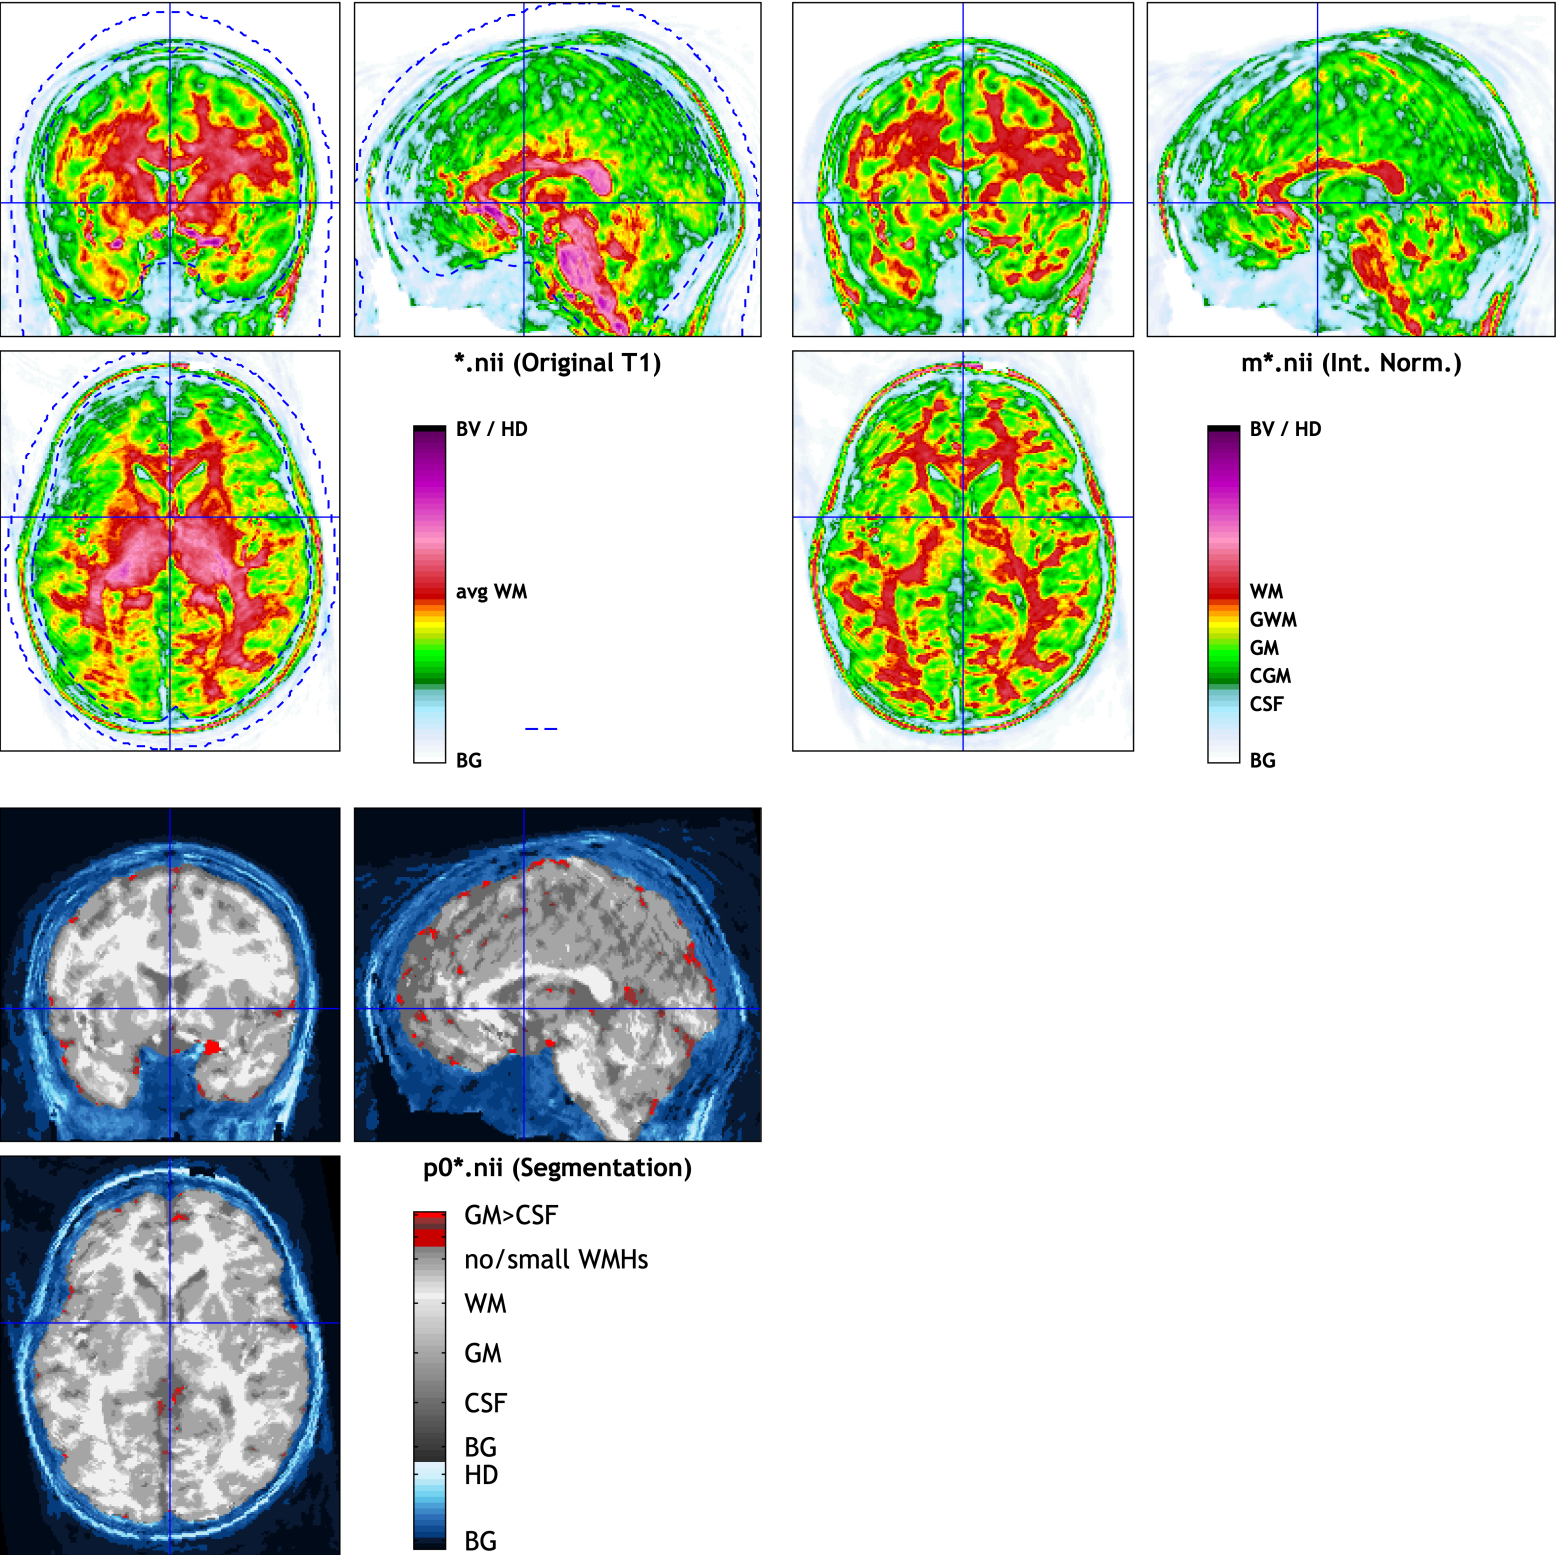 *.nii (Original T1)
BV / HD
avg WM
BG
m*.nii (Int. Norm.)
BV / HD
WM
GWM
GM
CGM
CSF
BG
p0*.nii (Segmentation)
GM>CSF
no/small WMHs
WM
GM
CSF
BG
HD
BG